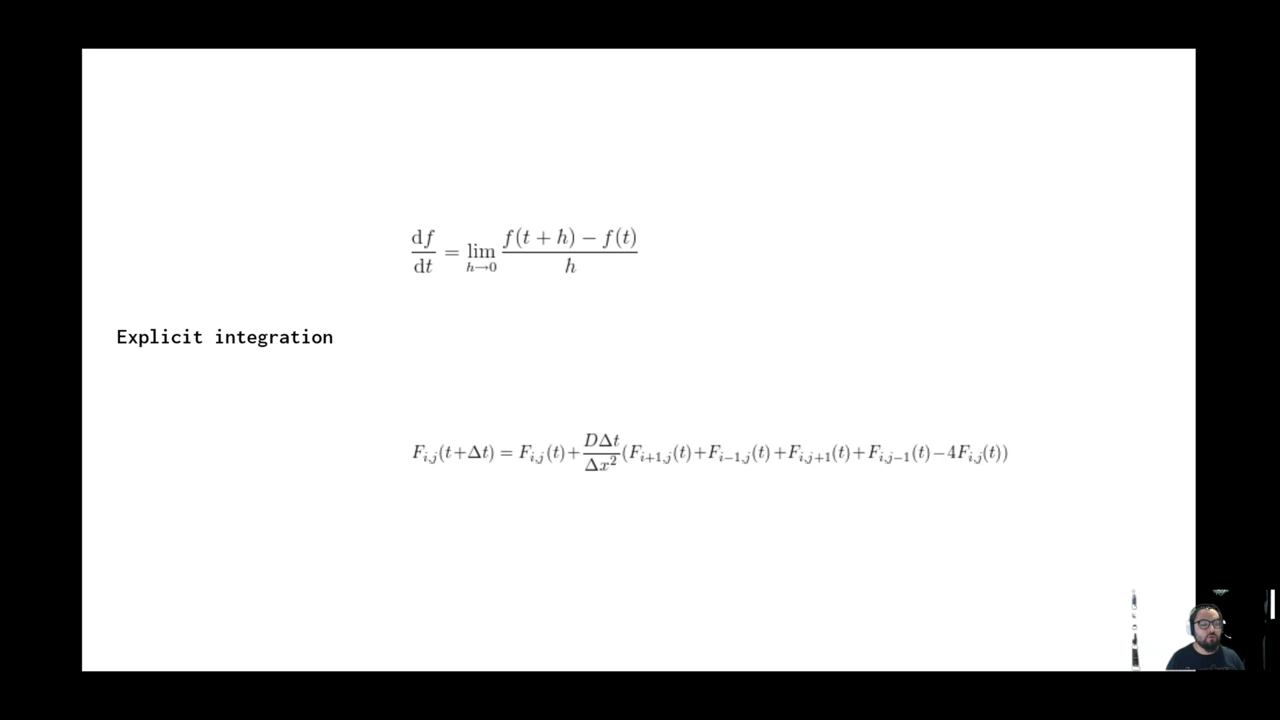 df/dt = lim h→0 f(t + h) − f(t) / h
Explicit integration
F_{i,j}(t+Δt) = F_{i,j}(t) + DΔt/Δx² (F_{i+1,j}(t)+F_{i−1,j}(t)+F_{i,j+1}(t)+F_{i,j−1}(t)−4F_{i,j}(t))